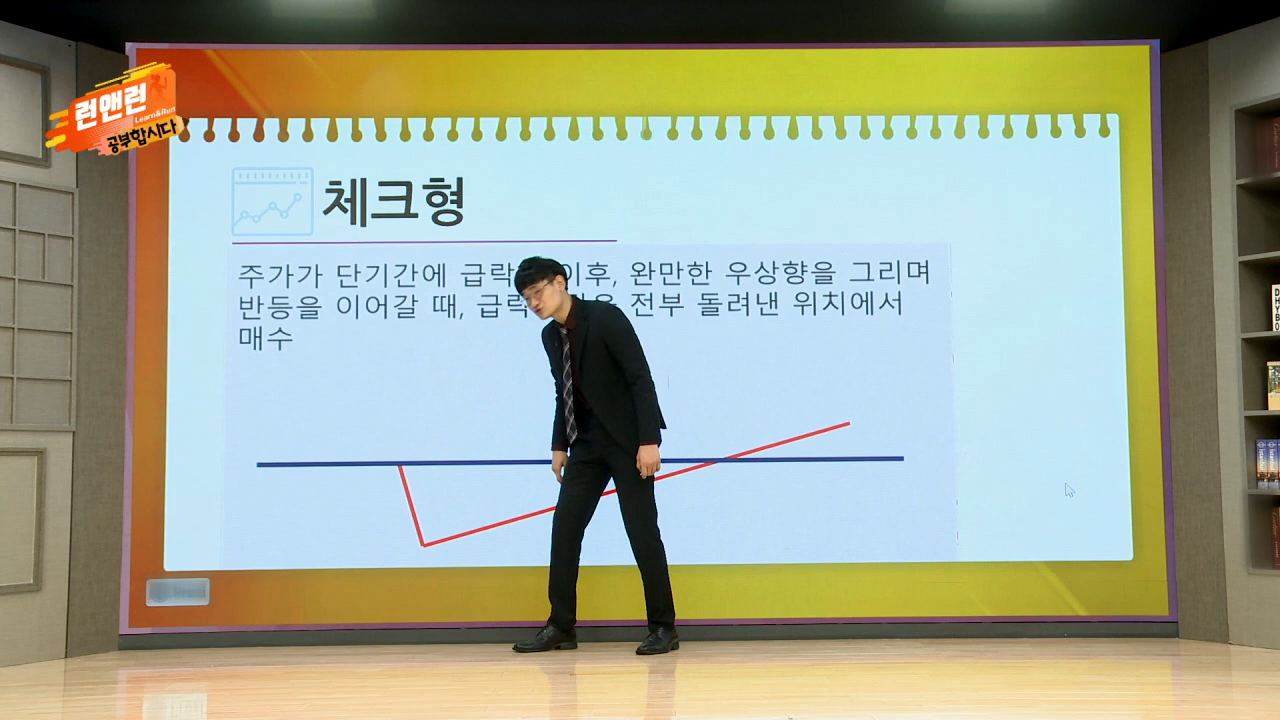 런앤런
Learn&Run
공부합시다
체크형
주가가 단기간에 급락 이후, 완만한 우상향을 그리며
반등을 이어갈 때, 급락 전부 돌려낸 위치에서
매수